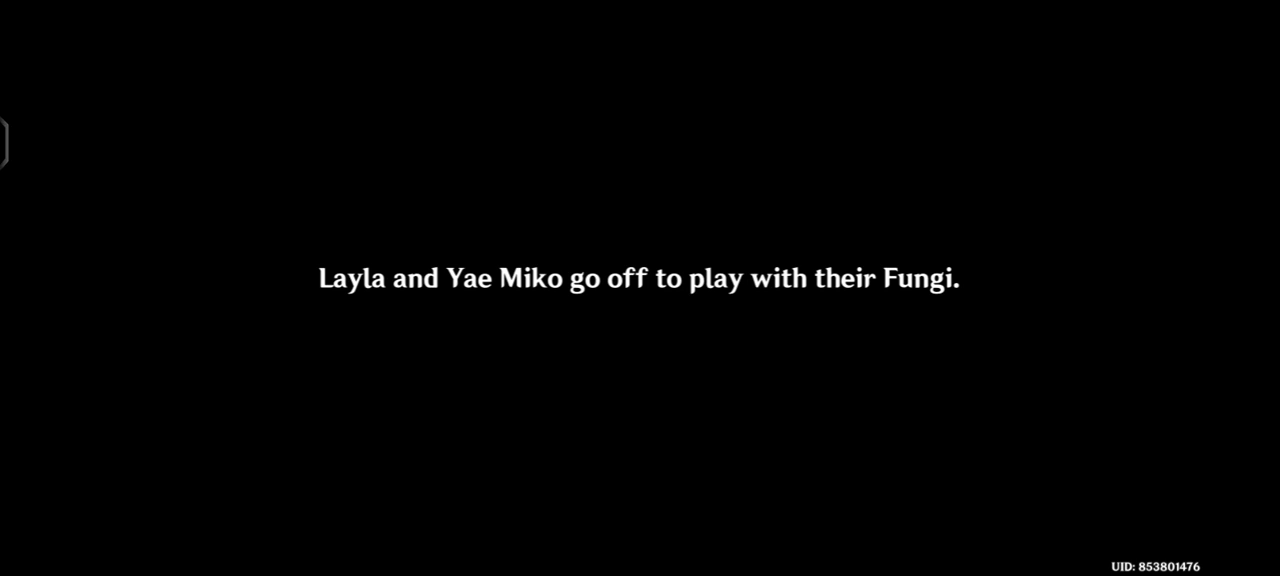 Layla and Yae Miko go off to play with their Fungi.
UID: 853801476